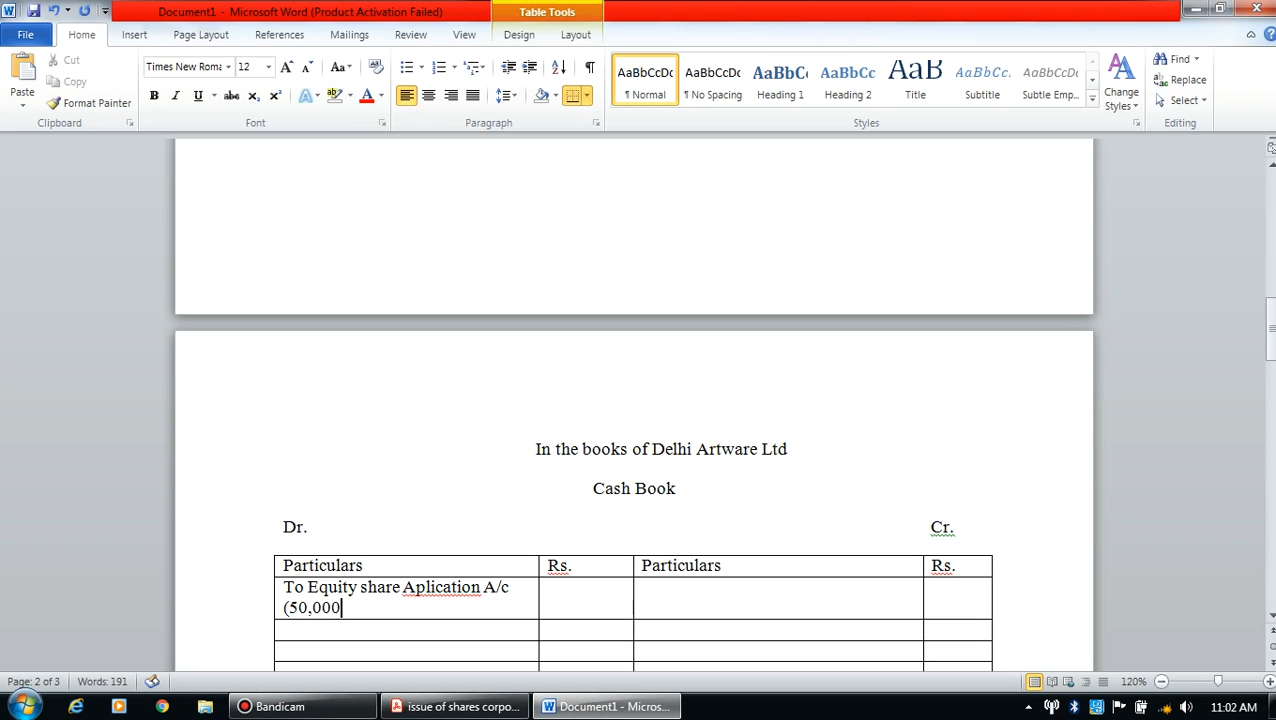 Document1 - Microsoft Word (Product Activation Failed)
Table Tools
File
Home
Insert
Page Layout
References
Mailings
Review
View
Design
Layout
Paste
Cut
Copy
Format Painter
Clipboard
Times New Roma
12
Font
Paragraph
AaBbCcDc
¶ Normal
AaBbCcDc
¶ No Spacing
AaBbCc
Heading 1
AaBbCc
Heading 2
AaB
Title
AaBbCc.
Subtitle
AaBbCcDc
Subtle Emp...
Change
Styles
Styles
Find
Replace
Select
Editing
In the books of Delhi Artware Ltd
Cash Book
Dr.
Cr.
Particulars Rs. Particulars Rs.
To Equity share Aplication A/c
(50,000
Page: 2 of 3
Words: 191
120%
Bandicam
issue of shares corpo...
Document1 - Micros...
11:02 AM